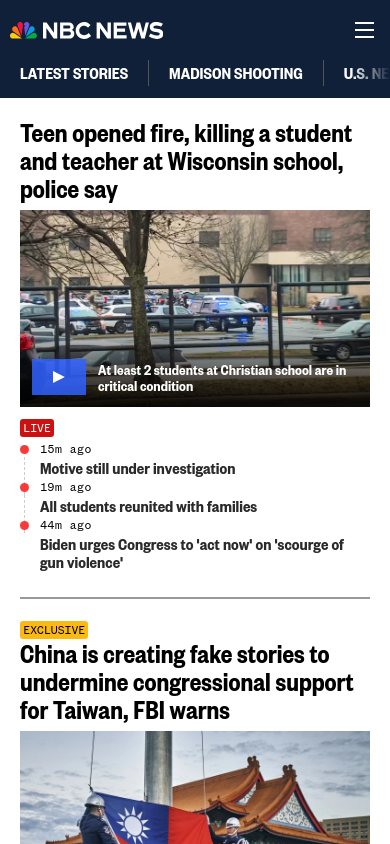 NBC NEWS
LATEST STORIES
MADISON SHOOTING
U.S. NE
Teen opened fire, killing a student
and teacher at Wisconsin school,
police say
At least 2 students at Christian school are in
critical condition
LIVE
15m ago
Motive still under investigation
19m ago
All students reunited with families
44m ago
Biden urges Congress to 'act now' on 'scourge of
gun violence'
EXCLUSIVE
China is creating fake stories to
undermine congressional support
for Taiwan, FBI warns